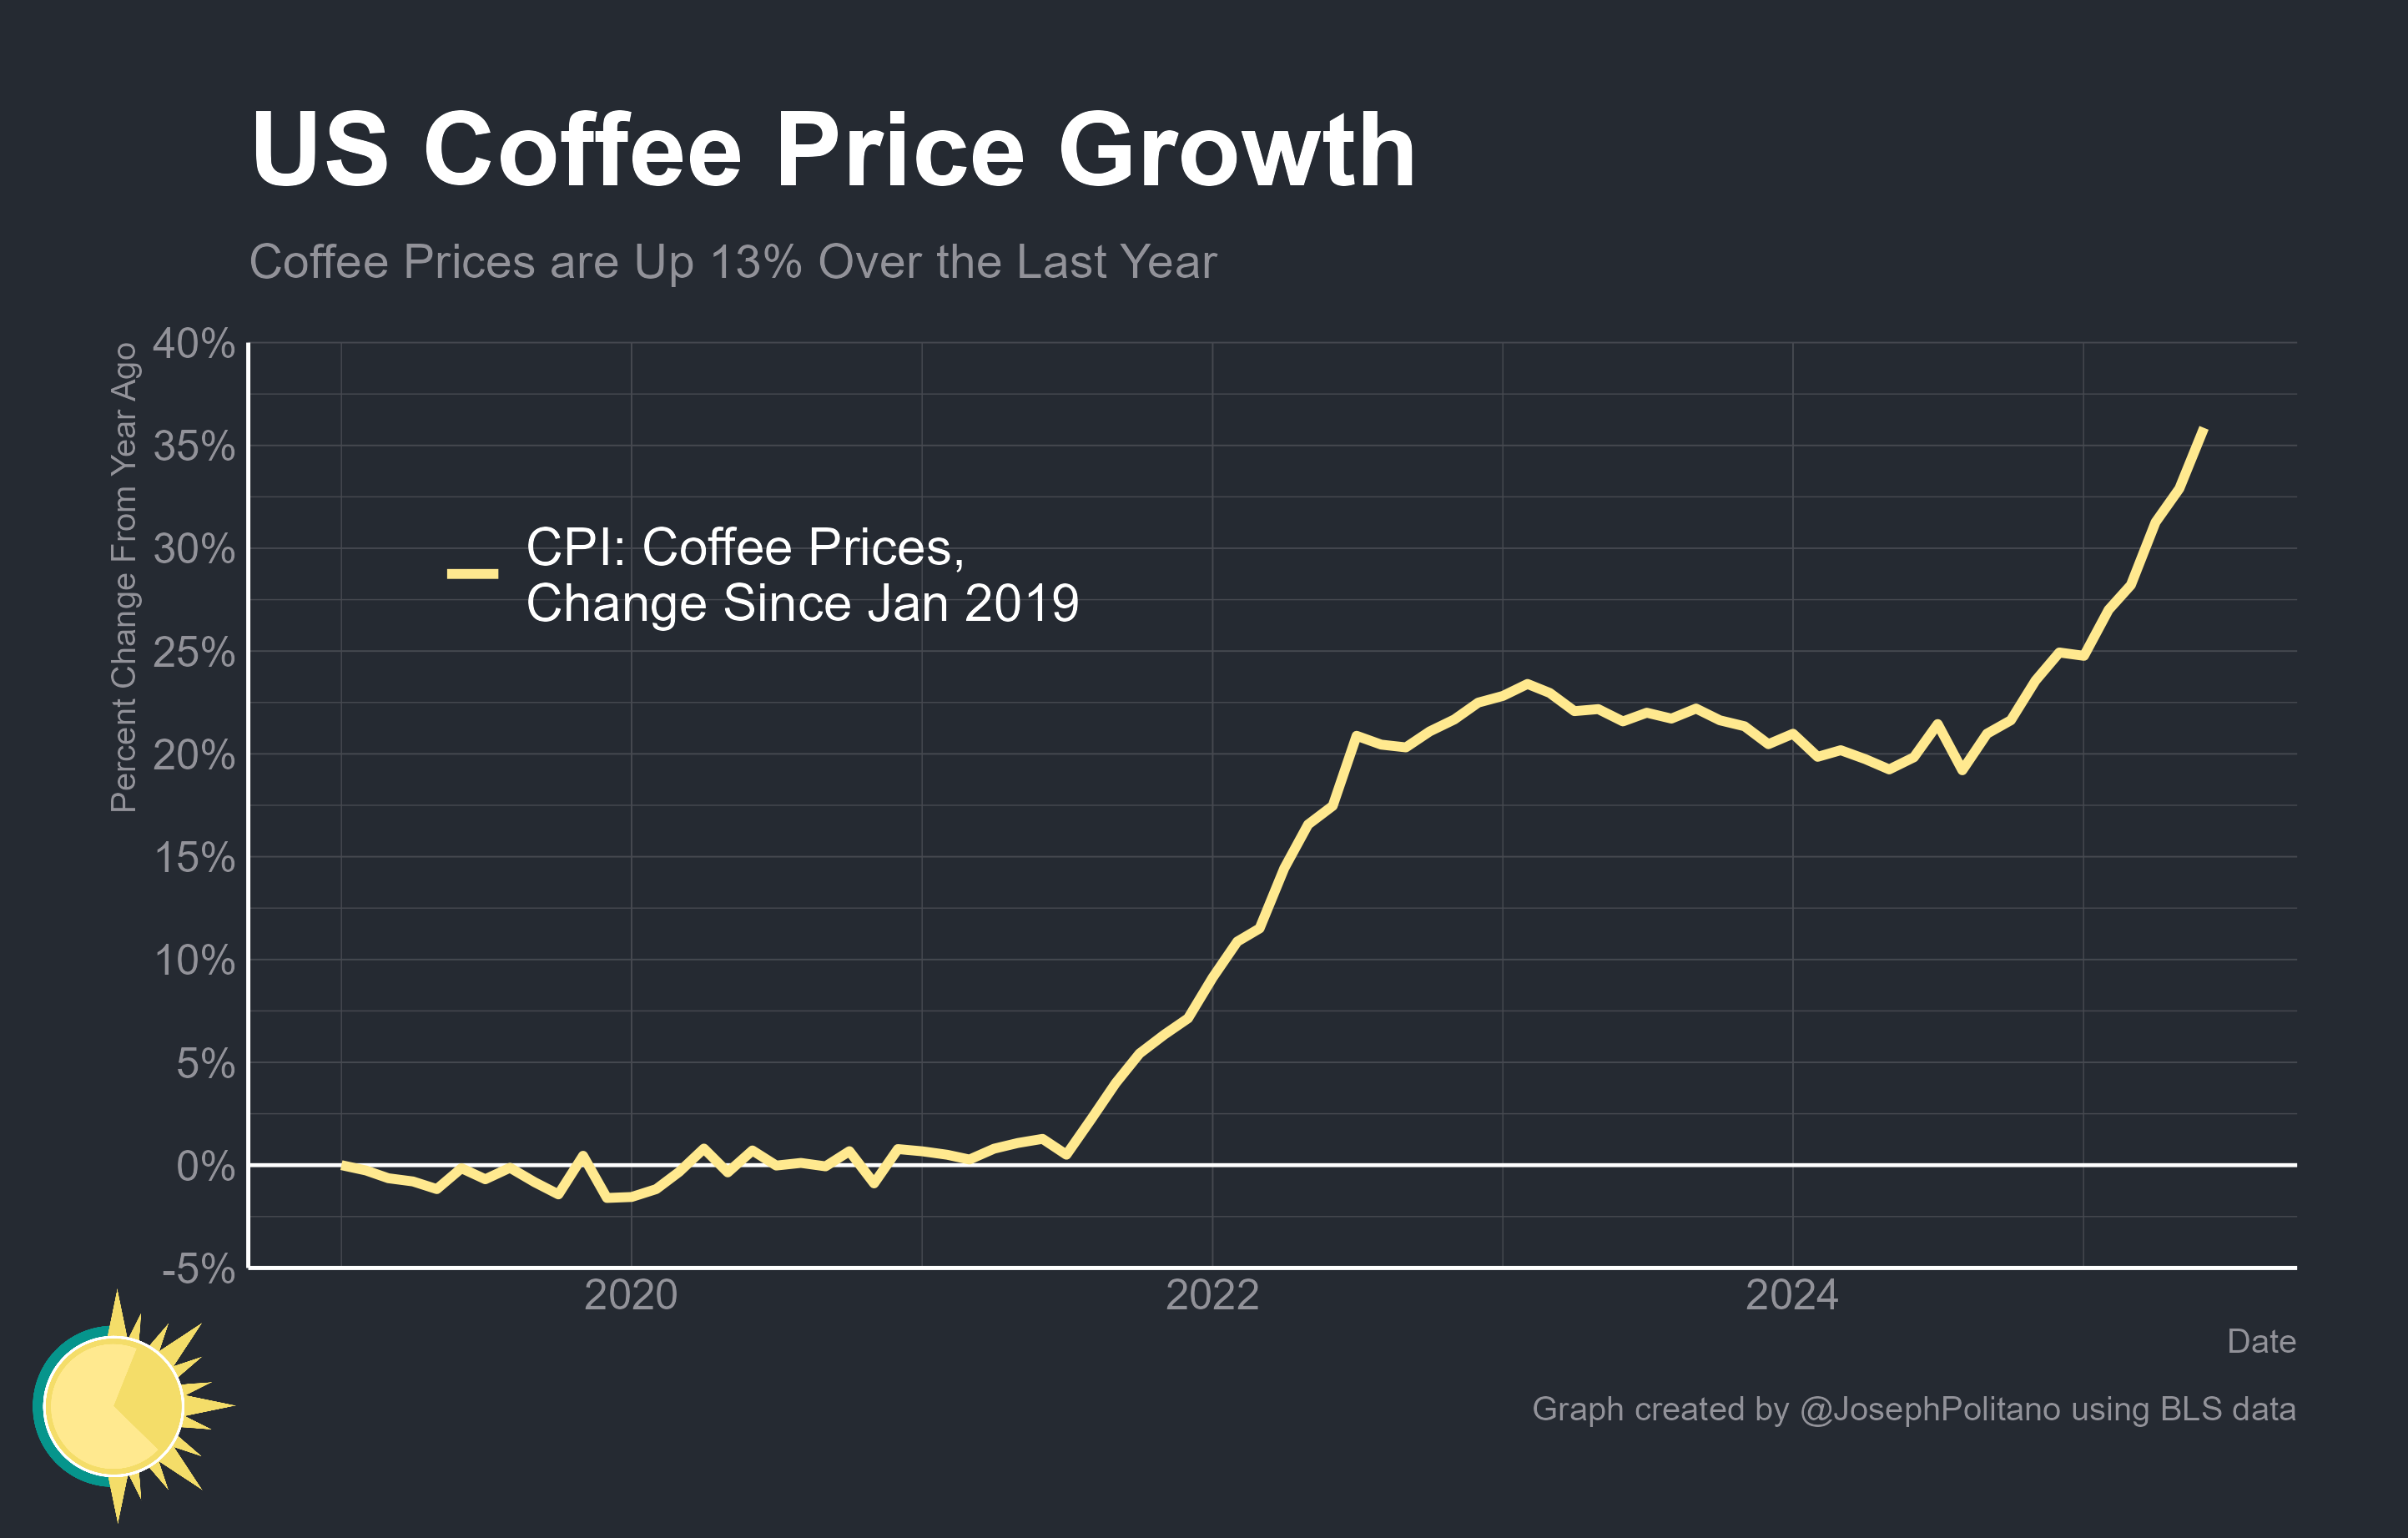 US Coffee Price Growth
Coffee Prices are Up 13% Over the Last Year
Percent Change From Year Ago
40%
35%
30%
25%
20%
15%
10%
5%
0%
-5%
CPI: Coffee Prices,
Change Since Jan 2019
2020
2022
2024
Date
Graph created by @JosephPolitano using BLS data